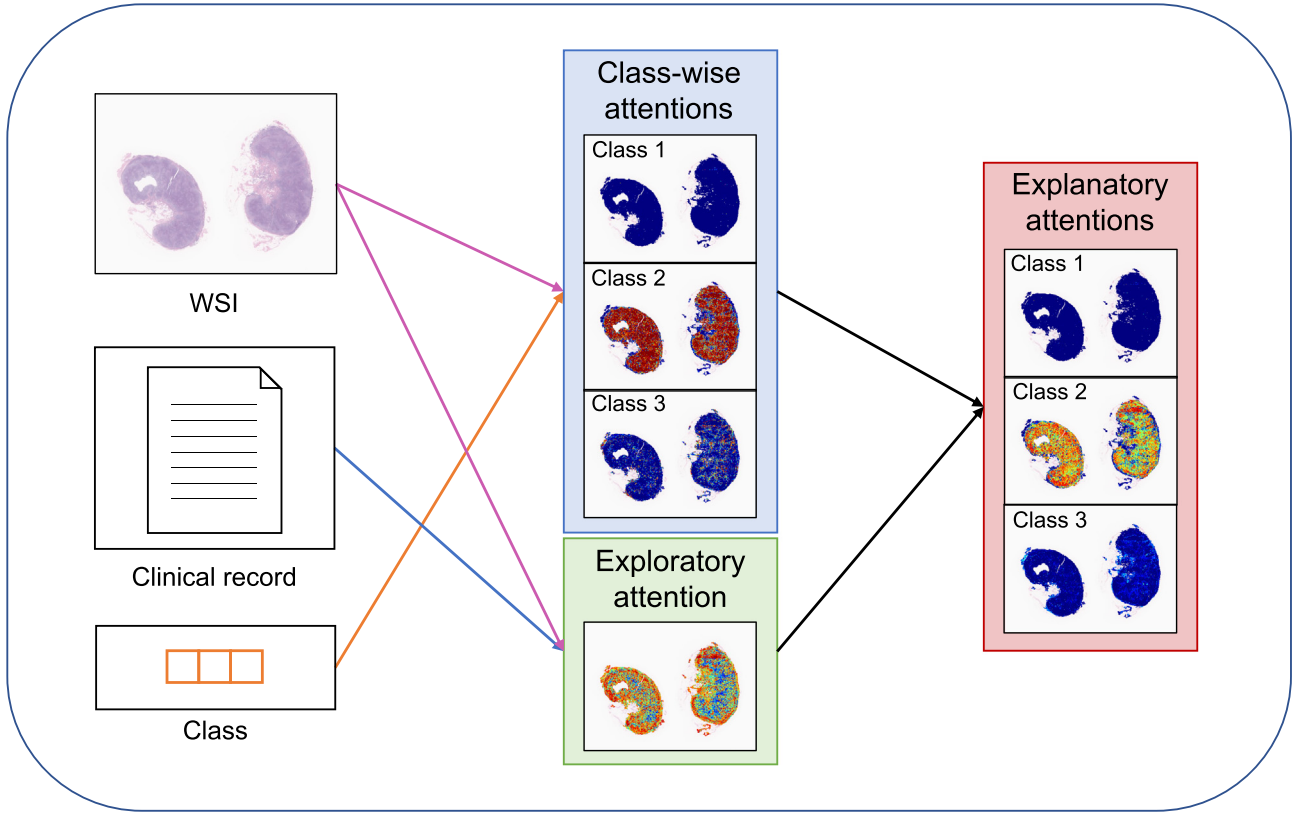 WSI
Clinical record
Class
Class-wise
attentions
Class 1
Class 2
Class 3
Exploratory
attention
Explanatory
attentions
Class 1
Class 2
Class 3